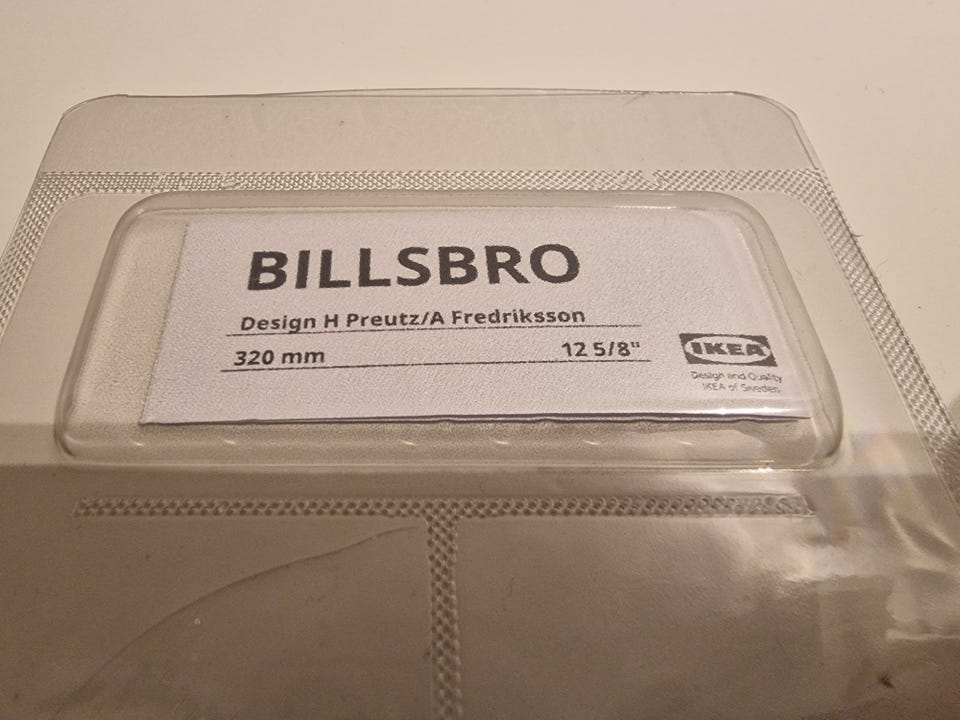 BILLSBRO
Design H Preutz/A Fredriksson
320 mm 12 5/8"
IKEA
Design and Quality
IKEA of Sweden